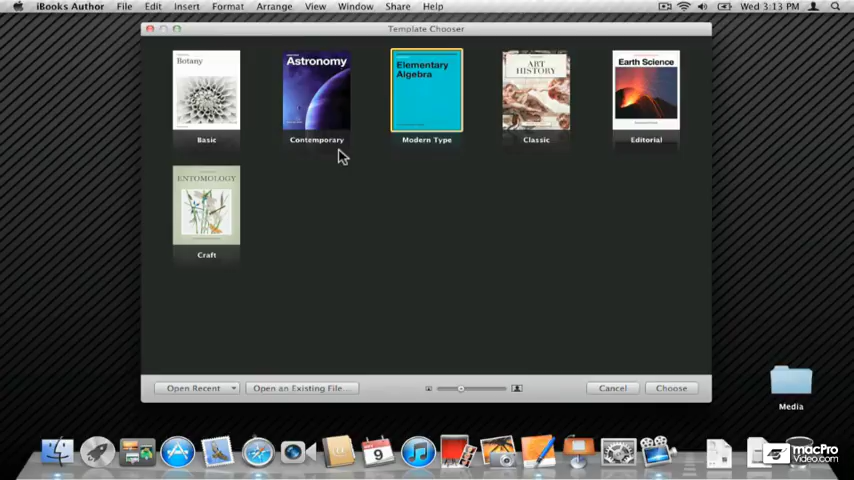 iBooks Author File Edit Insert Format Arrange View Window Share Help Wed 3:13 PM
Template Chooser
Botany
Astronomy
Elementary
Algebra
ART
HISTORY
Earth Science
Basic
Contemporary
Modern Type
Classic
Editorial
ENTOMOLOGY
Craft
Open Recent
Open an Existing File...
Cancel
Choose
Media
9
macPro
Video.com